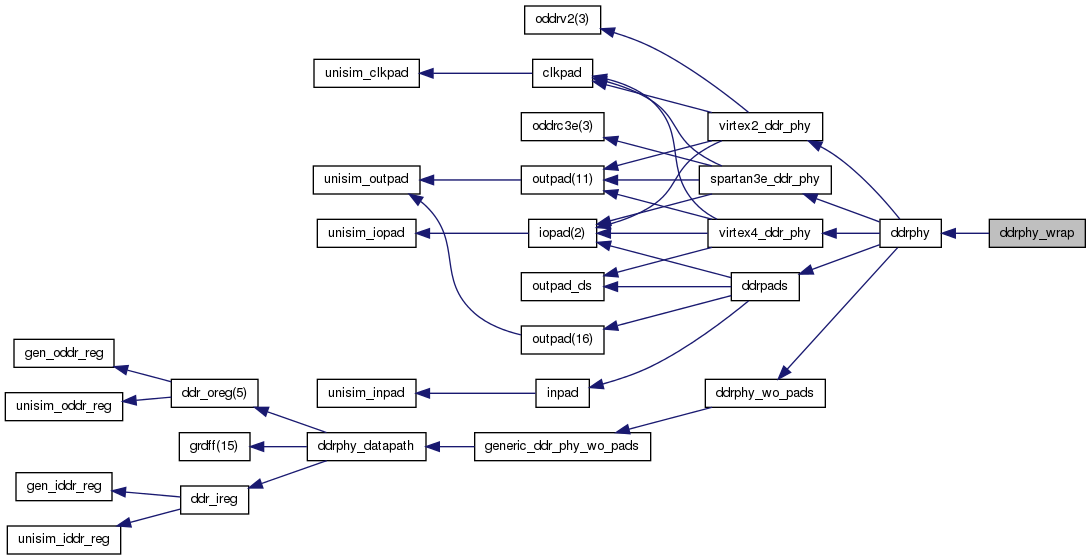 oddrv2(3)
unisim_clkpad
clkpad
oddrc3e(3)
virtex2_ddr_phy
unisim_outpad
outpad(11)
spartan3e_ddr_phy
unisim_iopad
iopad(2)
virtex4_ddr_phy
ddrphy
ddrphy_wrap
outpad_ds
ddrpads
outpad(16)
gen_oddr_reg
ddr_oreg(5)
unisim_inpad
inpad
ddrphy_wo_pads
unisim_oddr_reg
grdff(15)
ddrphy_datapath
generic_ddr_phy_wo_pads
gen_iddr_reg
ddr_ireg
unisim_iddr_reg